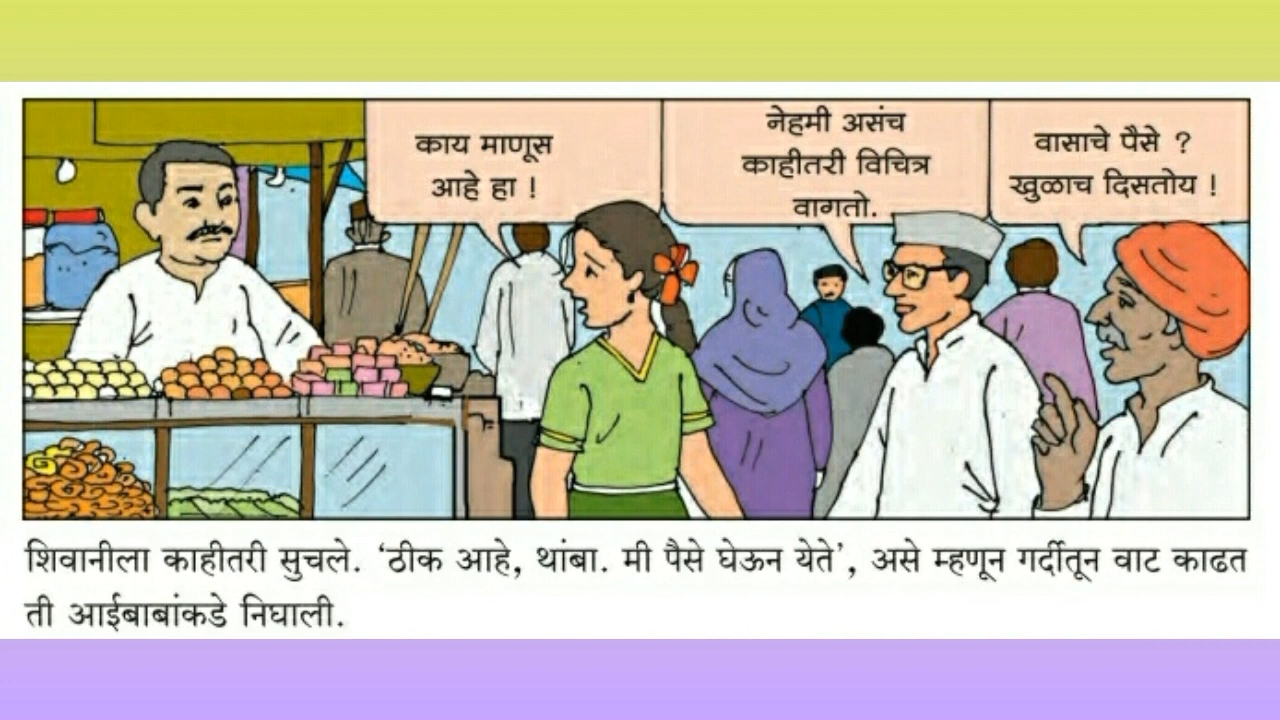 काय माणूस
आहे हा !
नेहमी असंच
काहीतरी विचित्र
वागतो.
वासाचे पैसे ?
खुळाच दिसतोय !
शिवानीला काहीतरी सुचले. ‘ठीक आहे, थांबा. मी पैसे घेऊन येते’, असे म्हणून गर्दीतून वाट काढत
ती आईबाबांकडे निघाली.